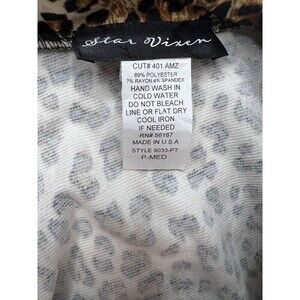 Star Vixen
CUT# 401 AMZ
89% POLYESTER
7% RAYON 4% SPANDEX
HAND WASH IN
COLD WATER
DO NOT BLEACH
LINE OR FLAT DRY
COOL IRON
IF NEEDED
RN# 56187
MADE IN U.S.A
STYLE 9033-PT
P-MED